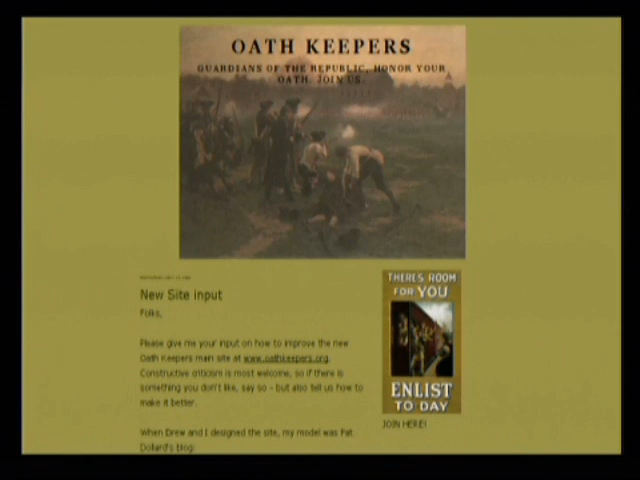 OATH KEEPERS
GUARDIANS OF THE REPUBLIC, HONOR YOUR
OATH. JOIN US.
New Site input
Folks,
Please give me your input on how to improve the new
Oath Keepers main site at www.oathkeepers.org.
Constructive criticism is most welcome, so if there is
something you don't like, say so - but also tell us how to
make it better.
When Drew and I designed the site, my model was Pat
Dollard's blog:
THERES ROOM
FOR YOU
ENLIST
TO DAY
JOIN HERE!